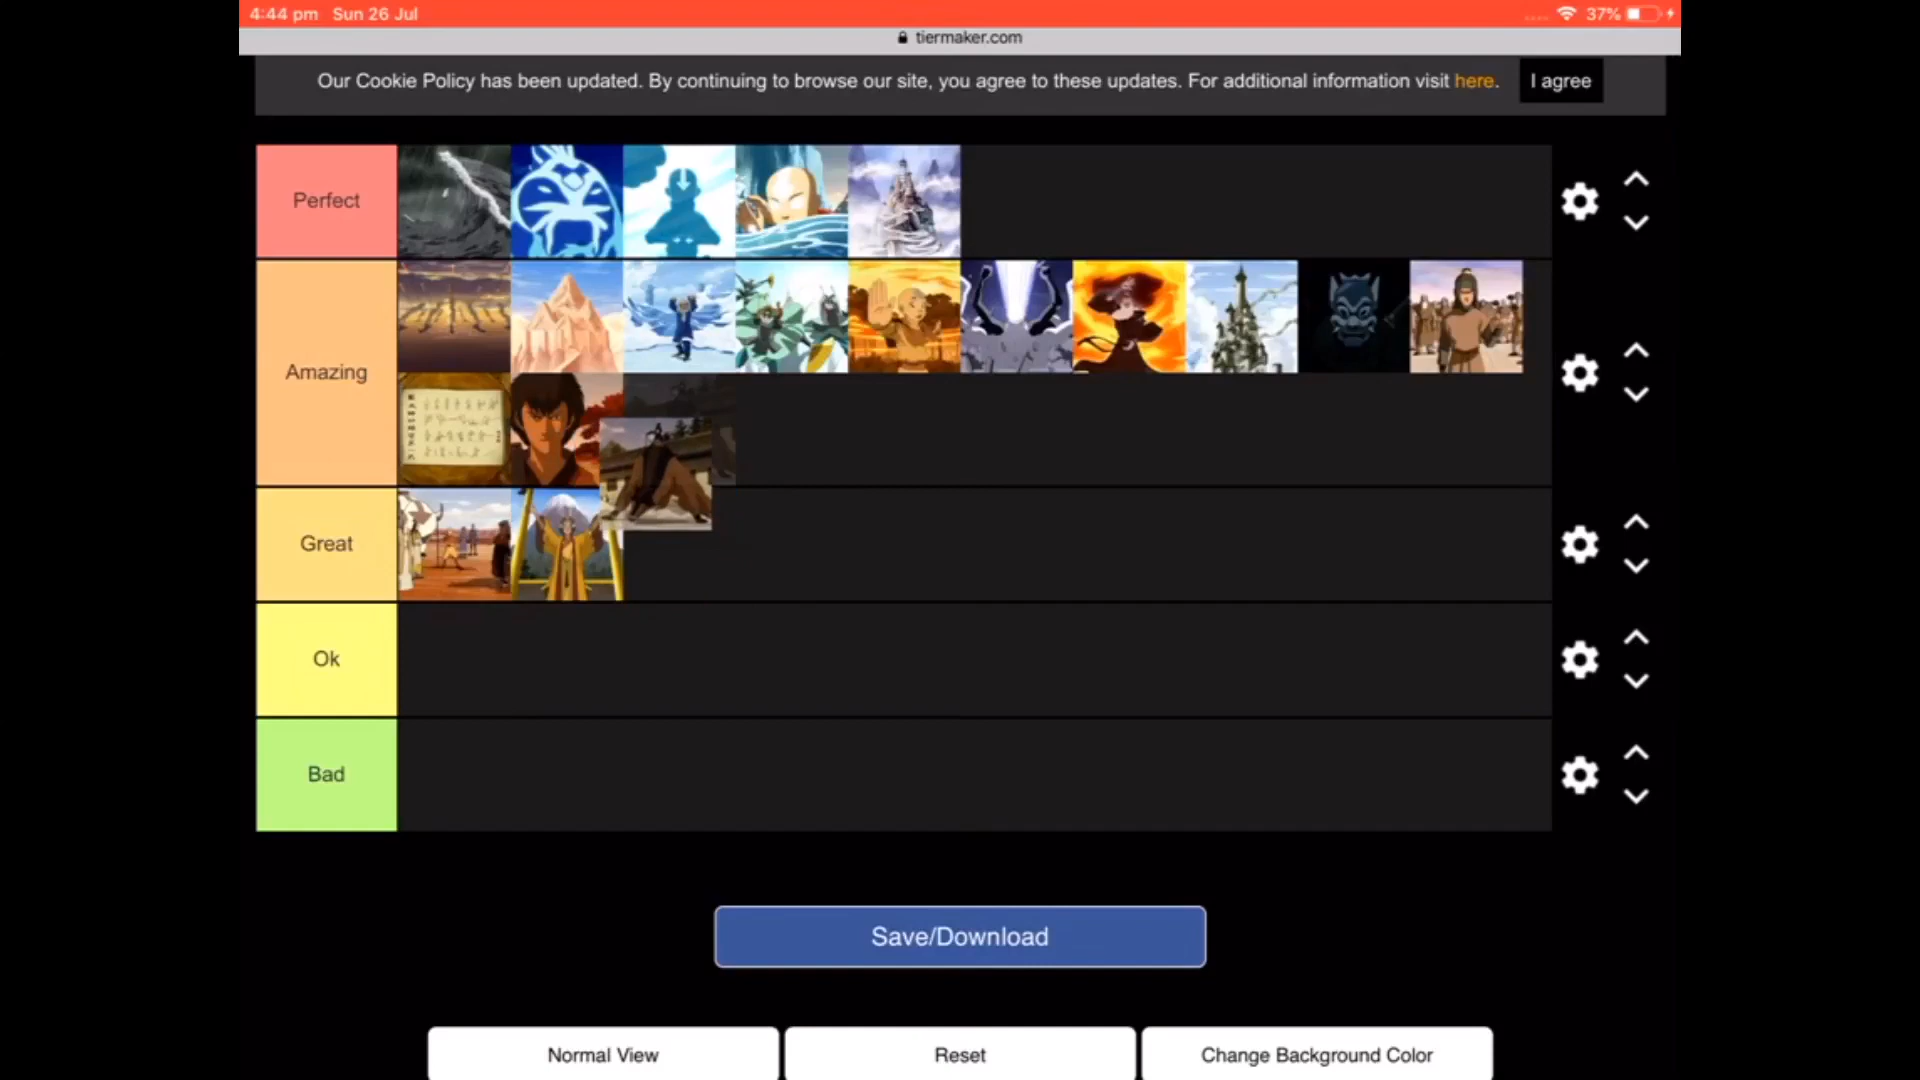 4:44 pm Sun 26 Jul
37%
tiermaker.com
Our Cookie Policy has been updated. By continuing to browse our site, you agree to these updates. For additional information visit here.
I agree
Perfect
Amazing
Great
Ok
Bad
Save/Download
Normal View
Reset
Change Background Color